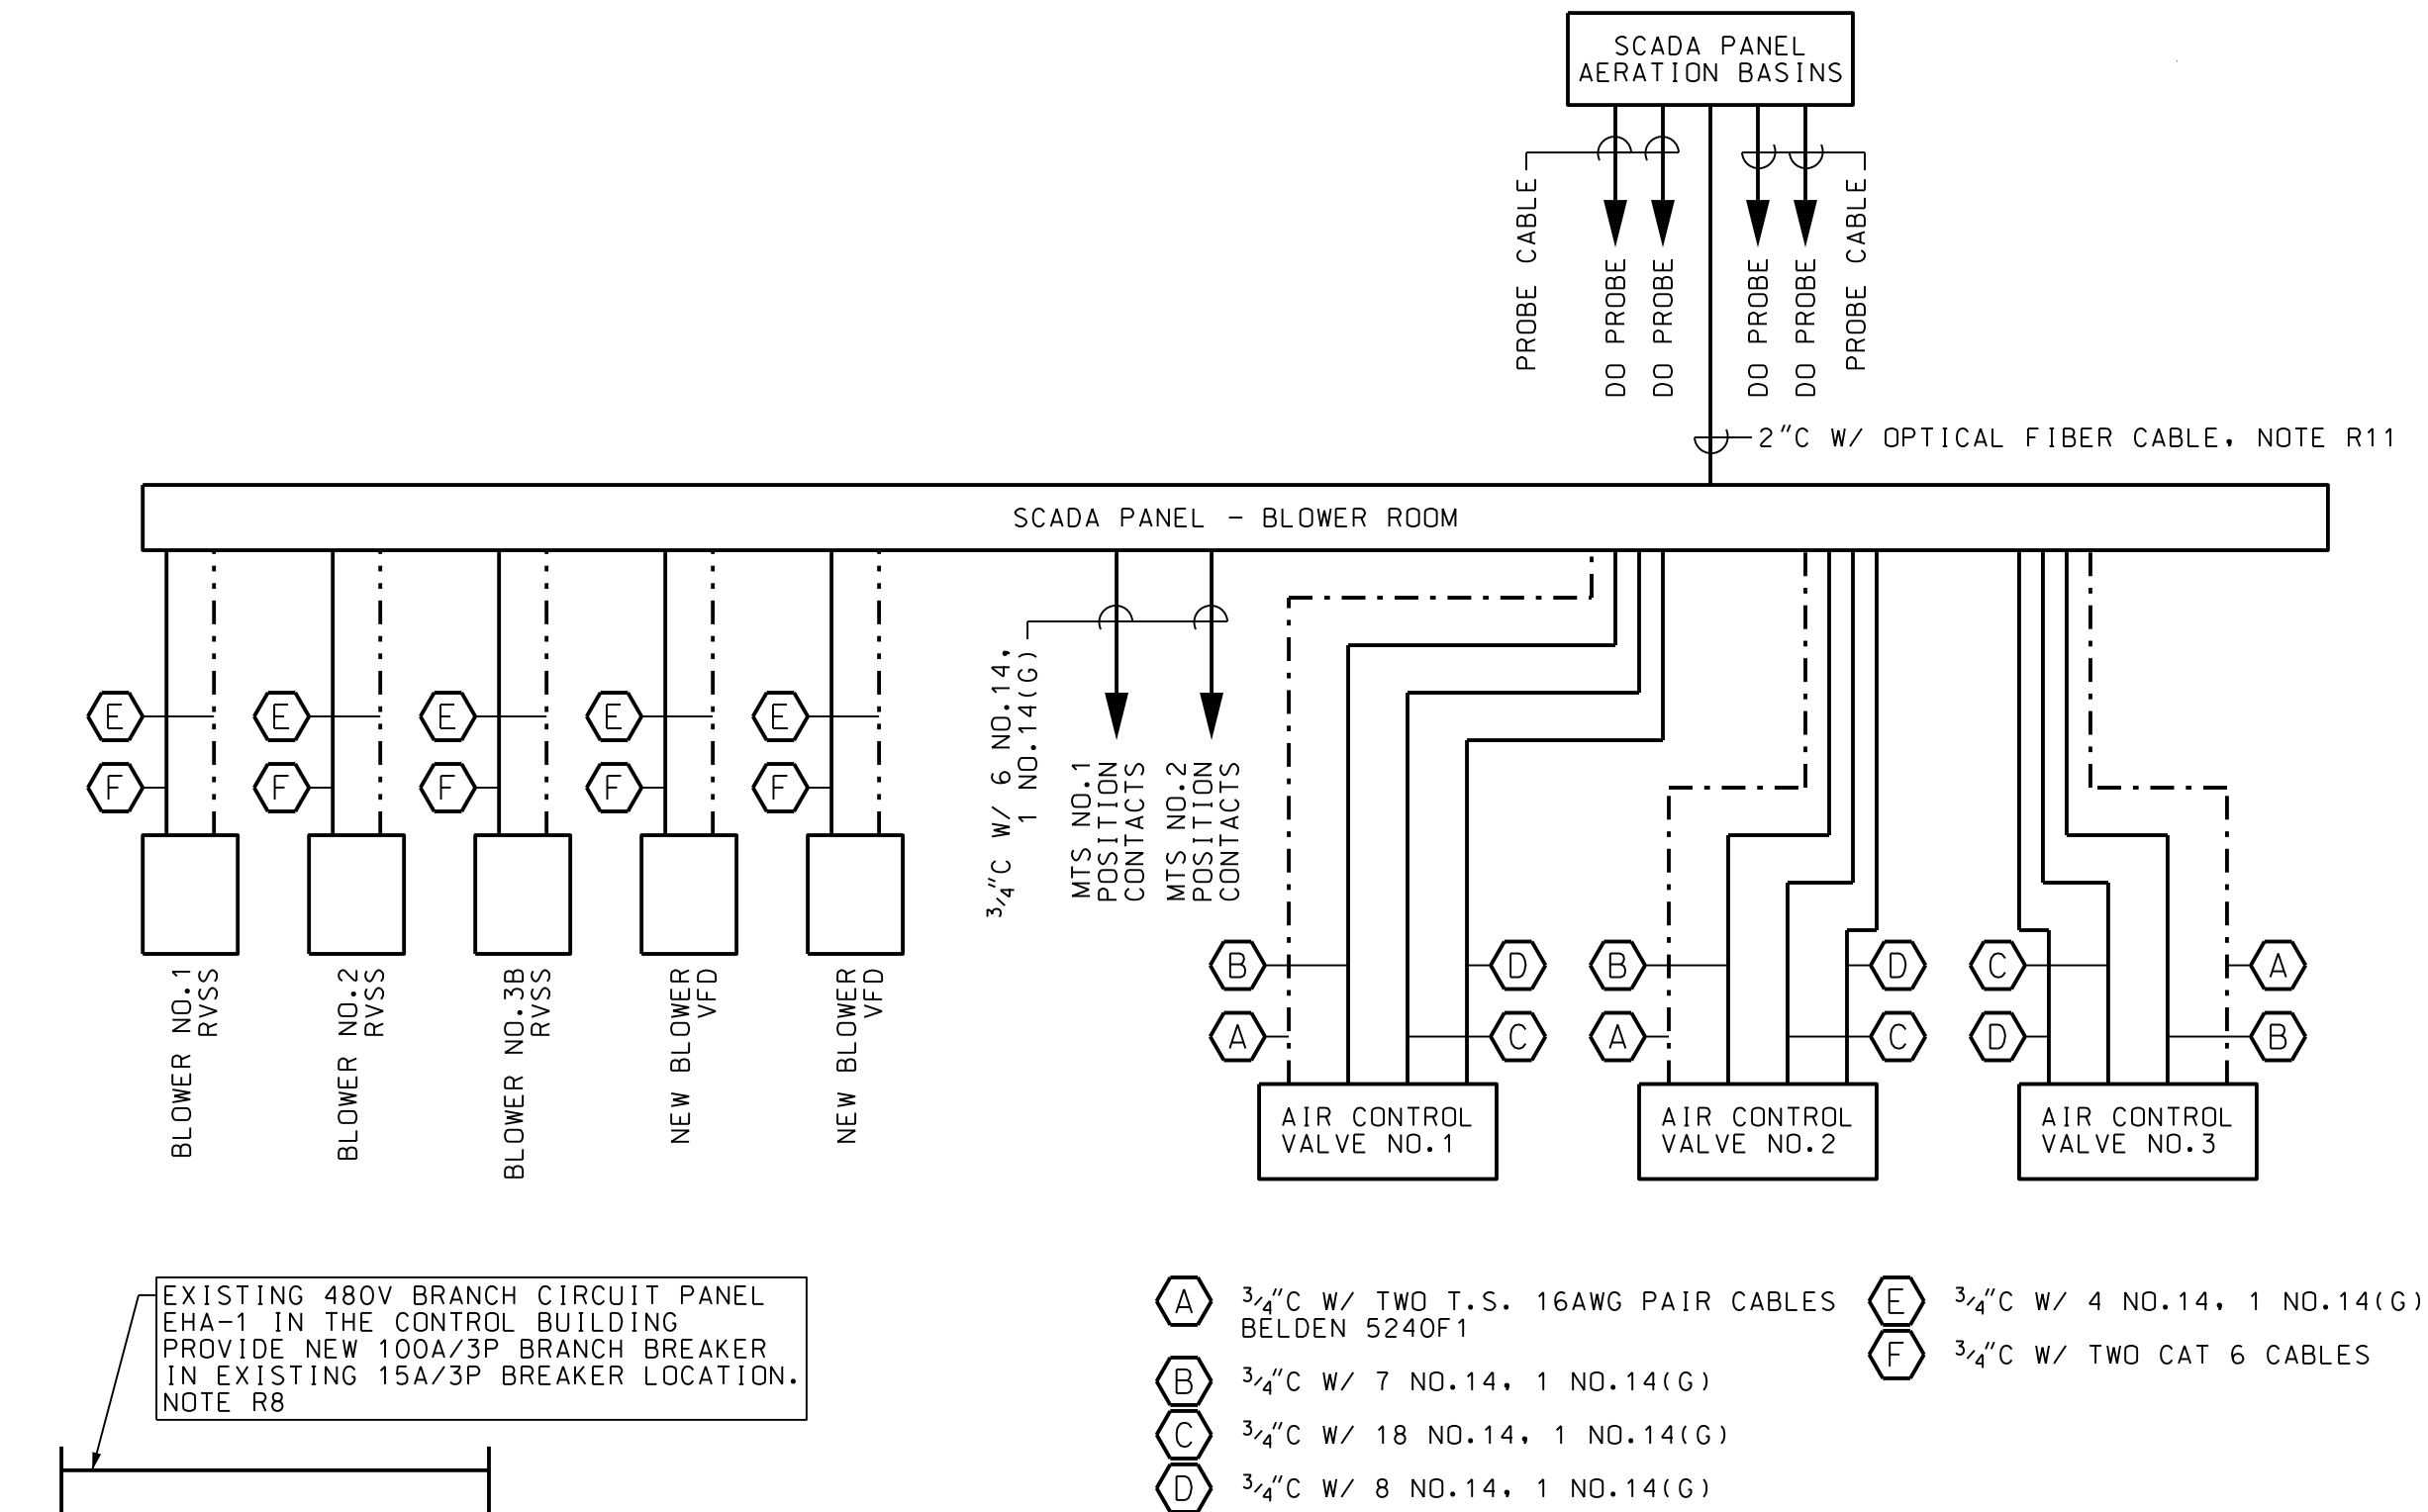 SCADA PANEL
AERATION BASINS
PROBE CABLE
DO PROBE
DO PROBE
DO PROBE
DO PROBE
PROBE CABLE
2"C W/ OPTICAL FIBER CABLE, NOTE R11
SCADA PANEL - BLOWER ROOM
E
E
E
E
E
F
F
F
F
F
BLOWER NO.1
RVSS
BLOWER NO.2
RVSS
BLOWER NO.3B
RVSS
NEW BLOWER
VFD
NEW BLOWER
VFD
3/4"C W/ 6 NO.14,
1 NO.14(G)
MTS NO.1
POSITION
CONTACTS
MTS NO.2
POSITION
CONTACTS
B
D
B
D
C
A
A
C
A
C
D
B
AIR CONTROL
VALVE NO.1
AIR CONTROL
VALVE NO.2
AIR CONTROL
VALVE NO.3
EXISTING 480V BRANCH CIRCUIT PANEL
EHA-1 IN THE CONTROL BUILDING
PROVIDE NEW 100A/3P BRANCH BREAKER
IN EXISTING 15A/3P BREAKER LOCATION.
NOTE R8
A 3/4"C W/ TWO T.S. 16AWG PAIR CABLES
BELDEN 5240F1
B 3/4"C W/ 7 NO.14, 1 NO.14(G)
C 3/4"C W/ 18 NO.14, 1 NO.14(G)
D 3/4"C W/ 8 NO.14, 1 NO.14(G)
E 3/4"C W/ 4 NO.14, 1 NO.14(G)
F 3/4"C W/ TWO CAT 6 CABLES